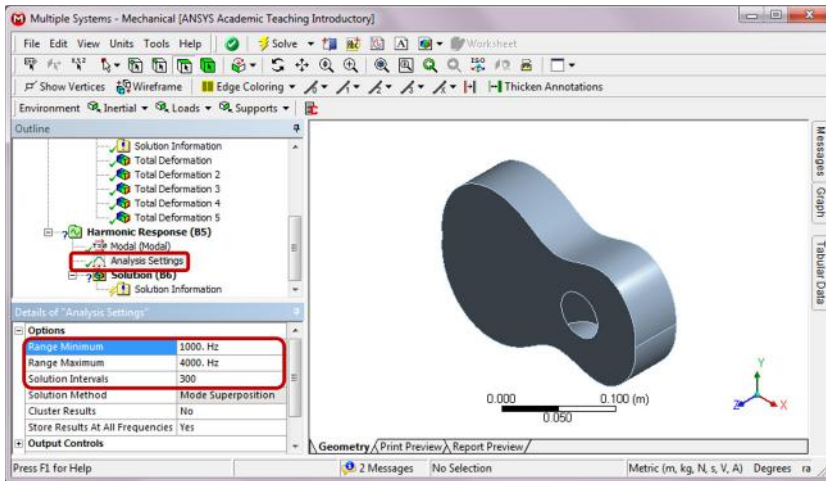 Multiple Systems - Mechanical [ANSYS Academic Teaching Introductory]
File Edit View Units Tools Help Solve Worksheet
Show Vertices Wireframe Edge Coloring Thicken Annotations
Environment Inertial Loads Supports
Outline
Solution Information
Total Deformation
Total Deformation 2
Total Deformation 3
Total Deformation 4
Total Deformation 5
Harmonic Response (B5)
Modal (Modal)
Analysis Settings
Solution (B6)
Solution Information
Details of "Analysis Settings"
Options
Range Minimum 1000. Hz
Range Maximum 4000. Hz
Solution Intervals 300
Solution Method Mode Superposition
Cluster Results No
Store Results At All Frequencies Yes
Output Controls
0.000 0.100 (m)
0.050
Y
Z X
Geometry Print Preview Report Preview
Messages
Graph
Tabular Data
Press F1 for Help 2 Messages No Selection Metric (m, kg, N, s, V, A) Degrees ra